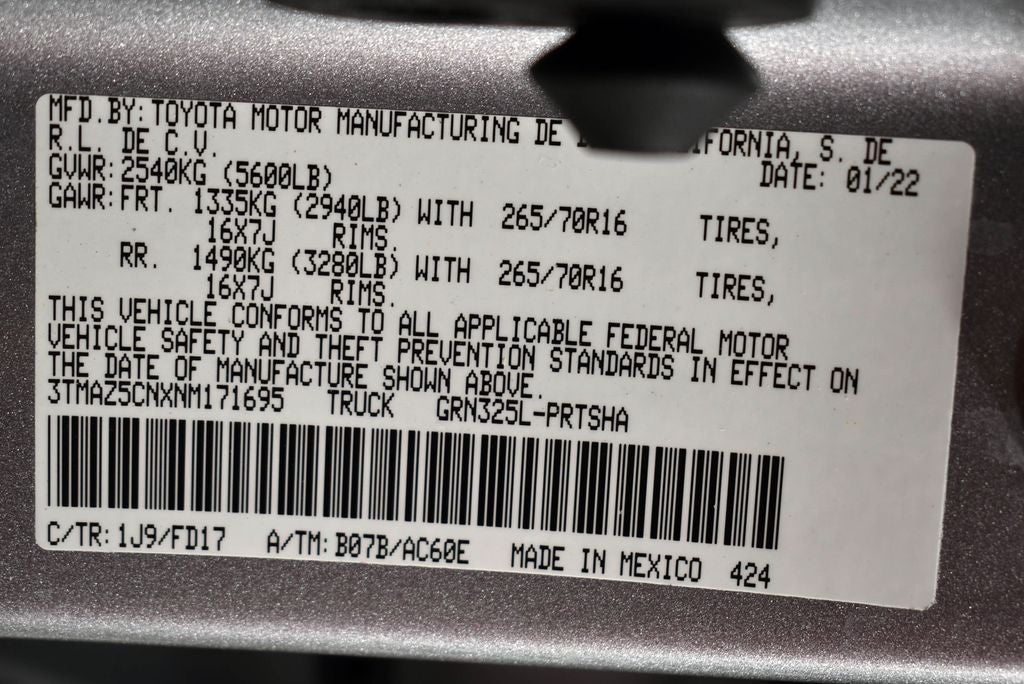 MFD.BY: TOYOTA MOTOR MANUFACTURING DE IFORNIA, S. DE
R.L. DE C.V.
GVWR: 2540KG (5600LB) DATE: 01/22
GAWR: FRT. 1335KG (2940LB) WITH 265/70R16 TIRES,
16X7J RIMS.
RR. 1490KG (3280LB) WITH 265/70R16 TIRES,
16X7J RIMS.
THIS VEHICLE CONFORMS TO ALL APPLICABLE FEDERAL MOTOR
VEHICLE SAFETY AND THEFT PREVENTION STANDARDS IN EFFECT ON
THE DATE OF MANUFACTURE SHOWN ABOVE.
3TMAZ5CNXNM171695 TRUCK GRN325L-PRTSHA
C/TR: 1J9/FD17 A/TM: B07B/AC60E MADE IN MEXICO 424